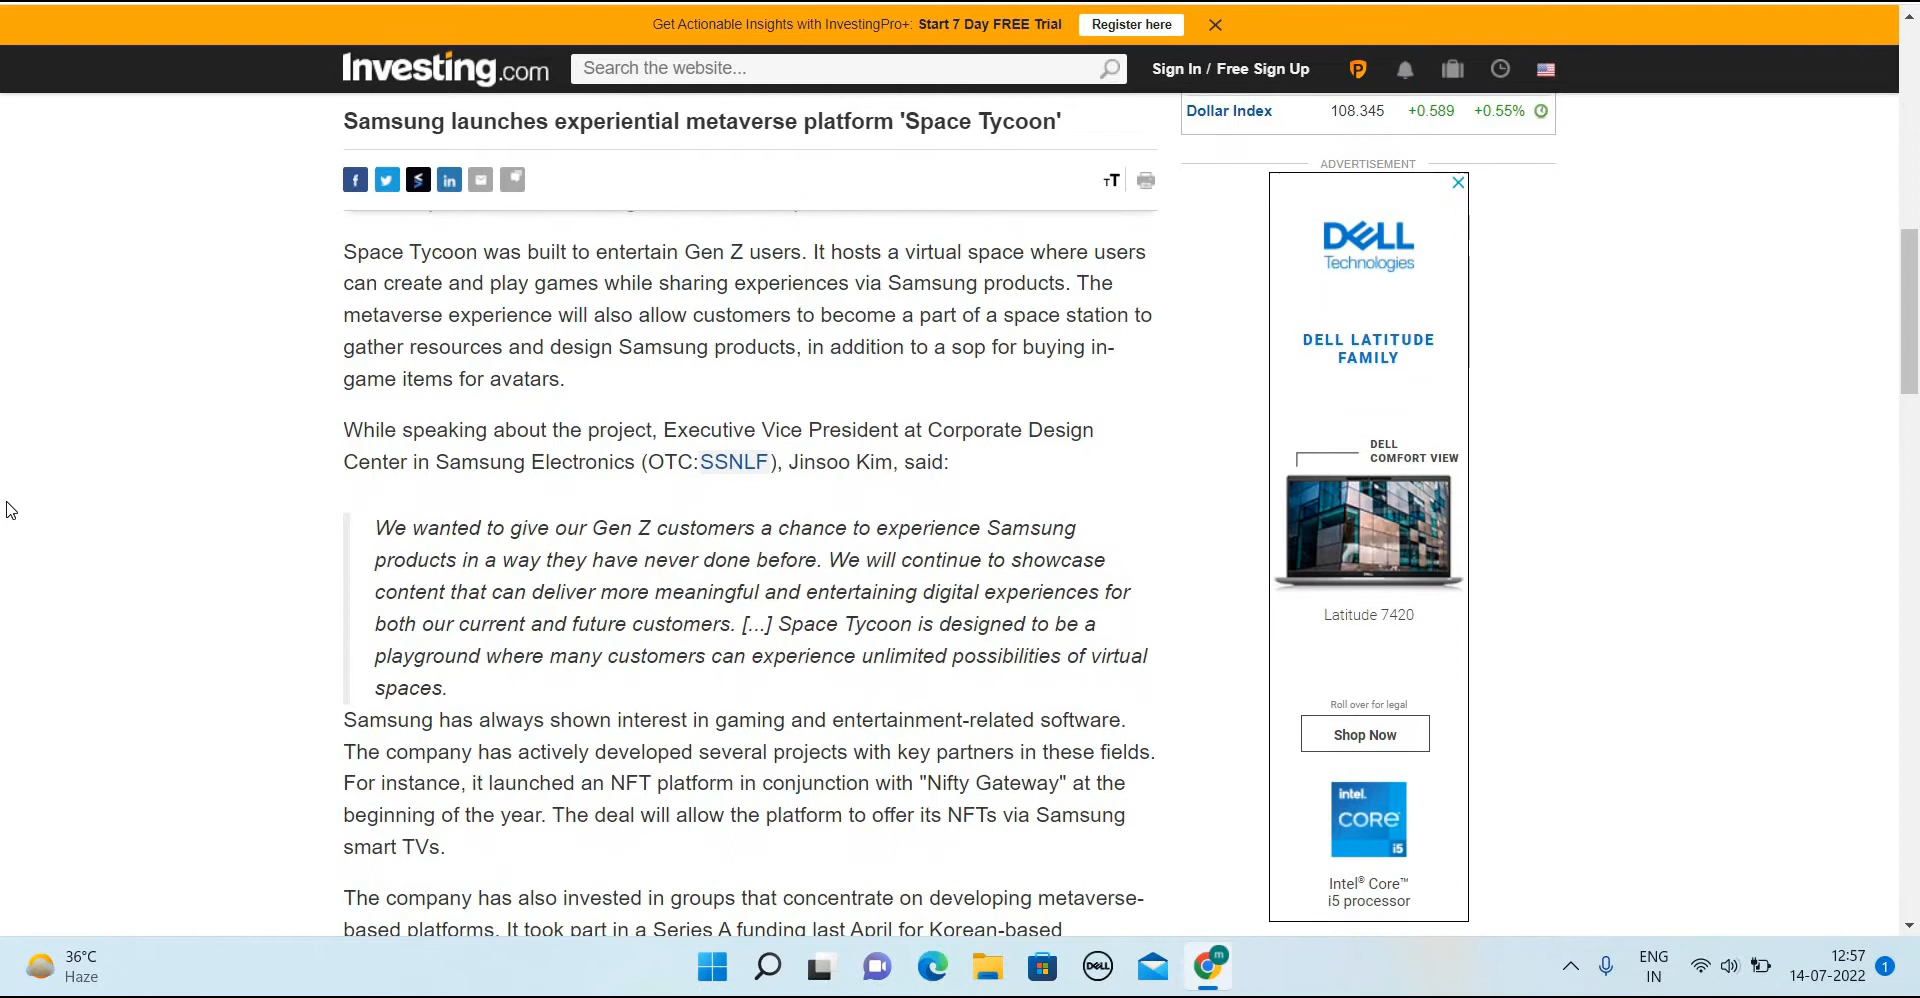 Get Actionable Insights with InvestingPro+: Start 7 Day FREE Trial Register here
Investing.com Search the website... Sign In / Free Sign Up
Samsung launches experiential metaverse platform 'Space Tycoon'
Dollar Index 108.345 +0.589 +0.55%
ADVERTISEMENT
Space Tycoon was built to entertain Gen Z users. It hosts a virtual space where users
can create and play games while sharing experiences via Samsung products. The
metaverse experience will also allow customers to become a part of a space station to
gather resources and design Samsung products, in addition to a sop for buying in-
game items for avatars.
While speaking about the project, Executive Vice President at Corporate Design
Center in Samsung Electronics (OTC:SSNLF), Jinsoo Kim, said:
We wanted to give our Gen Z customers a chance to experience Samsung
products in a way they have never done before. We will continue to showcase
content that can deliver more meaningful and entertaining digital experiences for
both our current and future customers. [...] Space Tycoon is designed to be a
playground where many customers can experience unlimited possibilities of virtual
spaces.
Samsung has always shown interest in gaming and entertainment-related software.
The company has actively developed several projects with key partners in these fields.
For instance, it launched an NFT platform in conjunction with "Nifty Gateway" at the
beginning of the year. The deal will allow the platform to offer its NFTs via Samsung
smart TVs.
The company has also invested in groups that concentrate on developing metaverse-
based platforms. It took part in a Series A funding last April for Korean-based
DELL
Technologies
DELL LATITUDE
FAMILY
DELL
COMFORT VIEW
Latitude 7420
Roll over for legal
Shop Now
intel.
CORE
i5
Intel® Core™
i5 processor
36°C
Haze
DELL
m
ENG
IN
12:57
14-07-2022
1